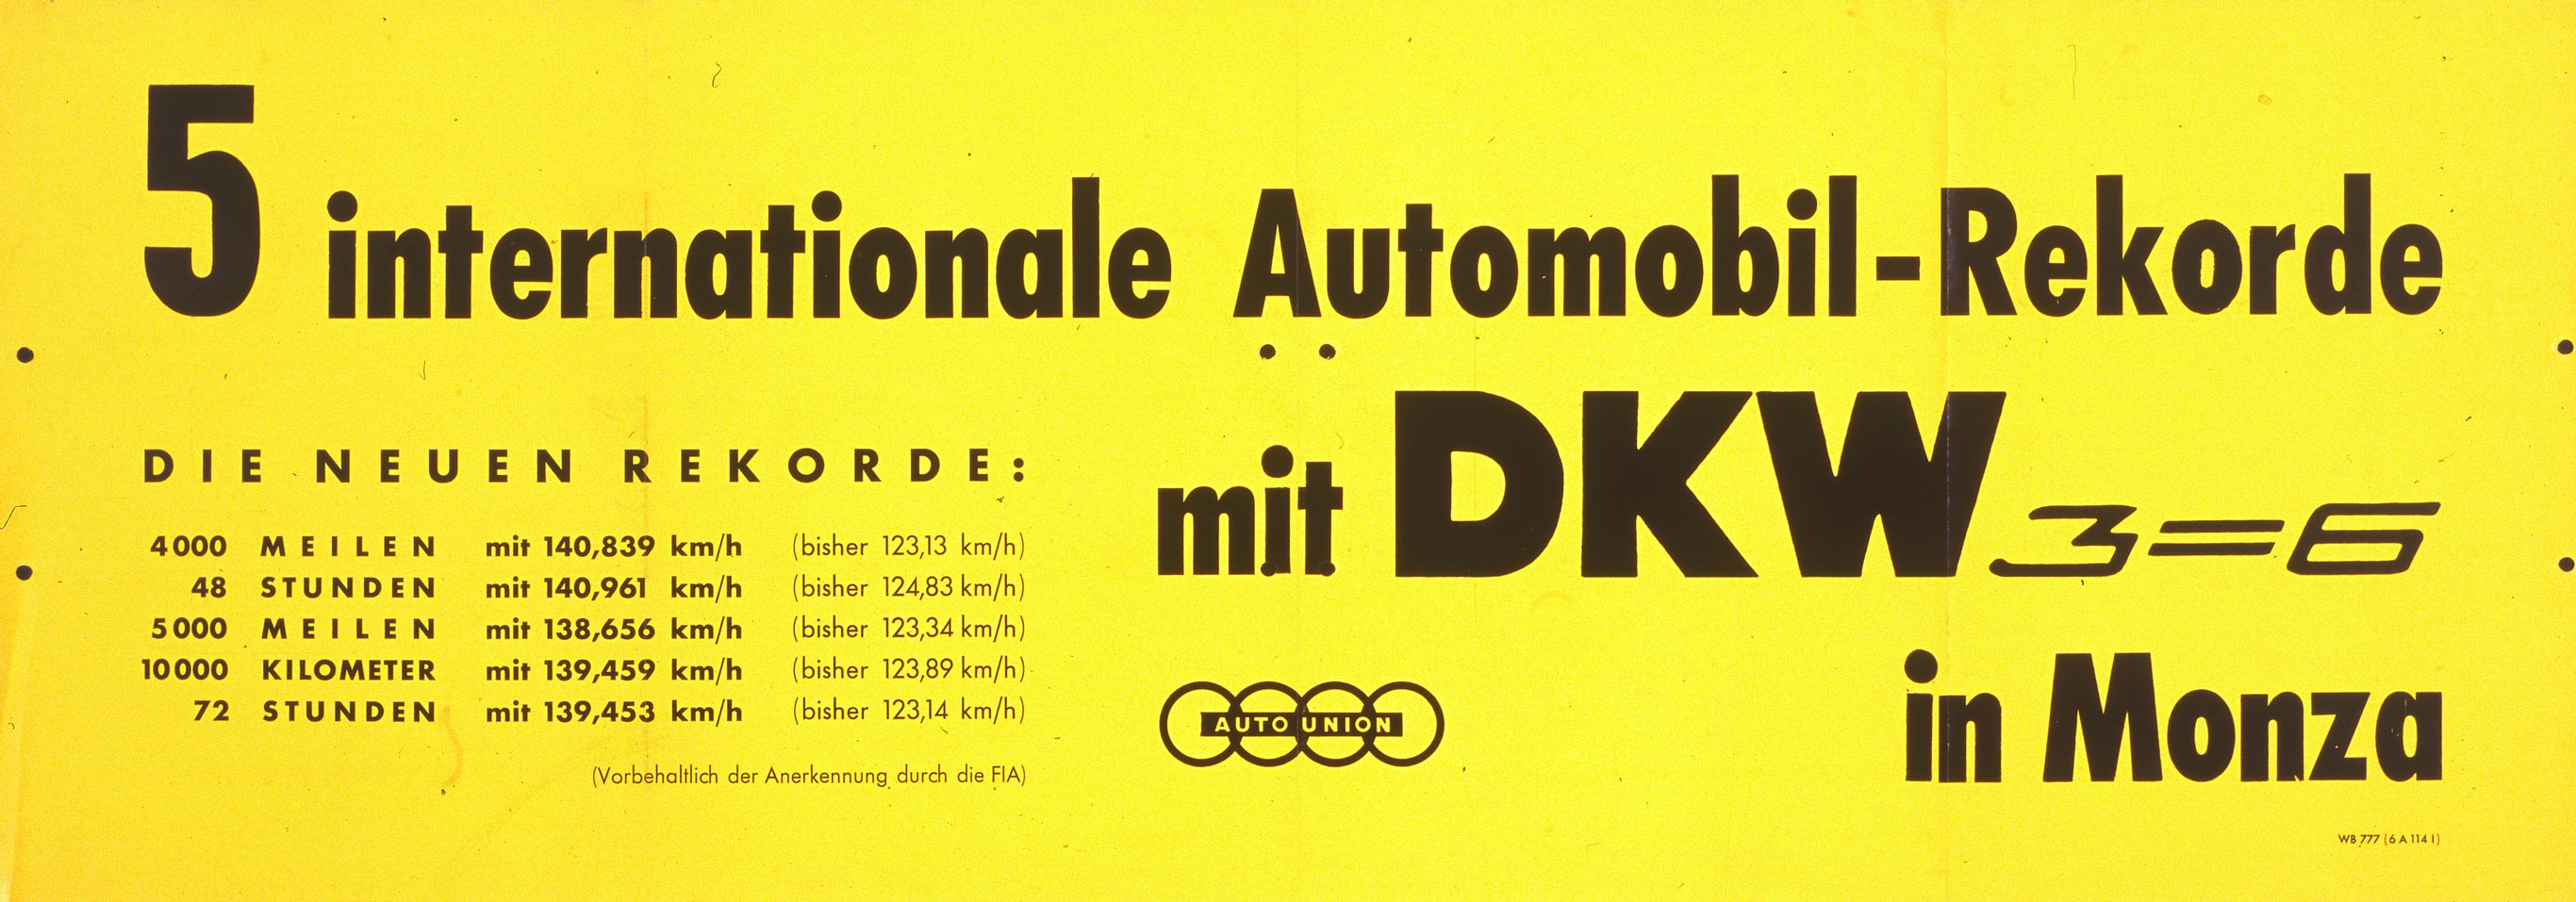 5 internationale Automobil-Rekorde
mit DKW 3=6
in Monza
DIE NEUEN REKORDE:
4000 MEILEN mit 140,839 km/h (bisher 123,13 km/h)
48 STUNDEN mit 140,961 km/h (bisher 124,83 km/h)
5000 MEILEN mit 138,656 km/h (bisher 123,34 km/h)
10000 KILOMETER mit 139,459 km/h (bisher 123,89 km/h)
72 STUNDEN mit 139,453 km/h (bisher 123,14 km/h)
(Vorbehaltlich der Anerkennung durch die FIA)
AUTO UNION
WB 777 (6 A 114 I)